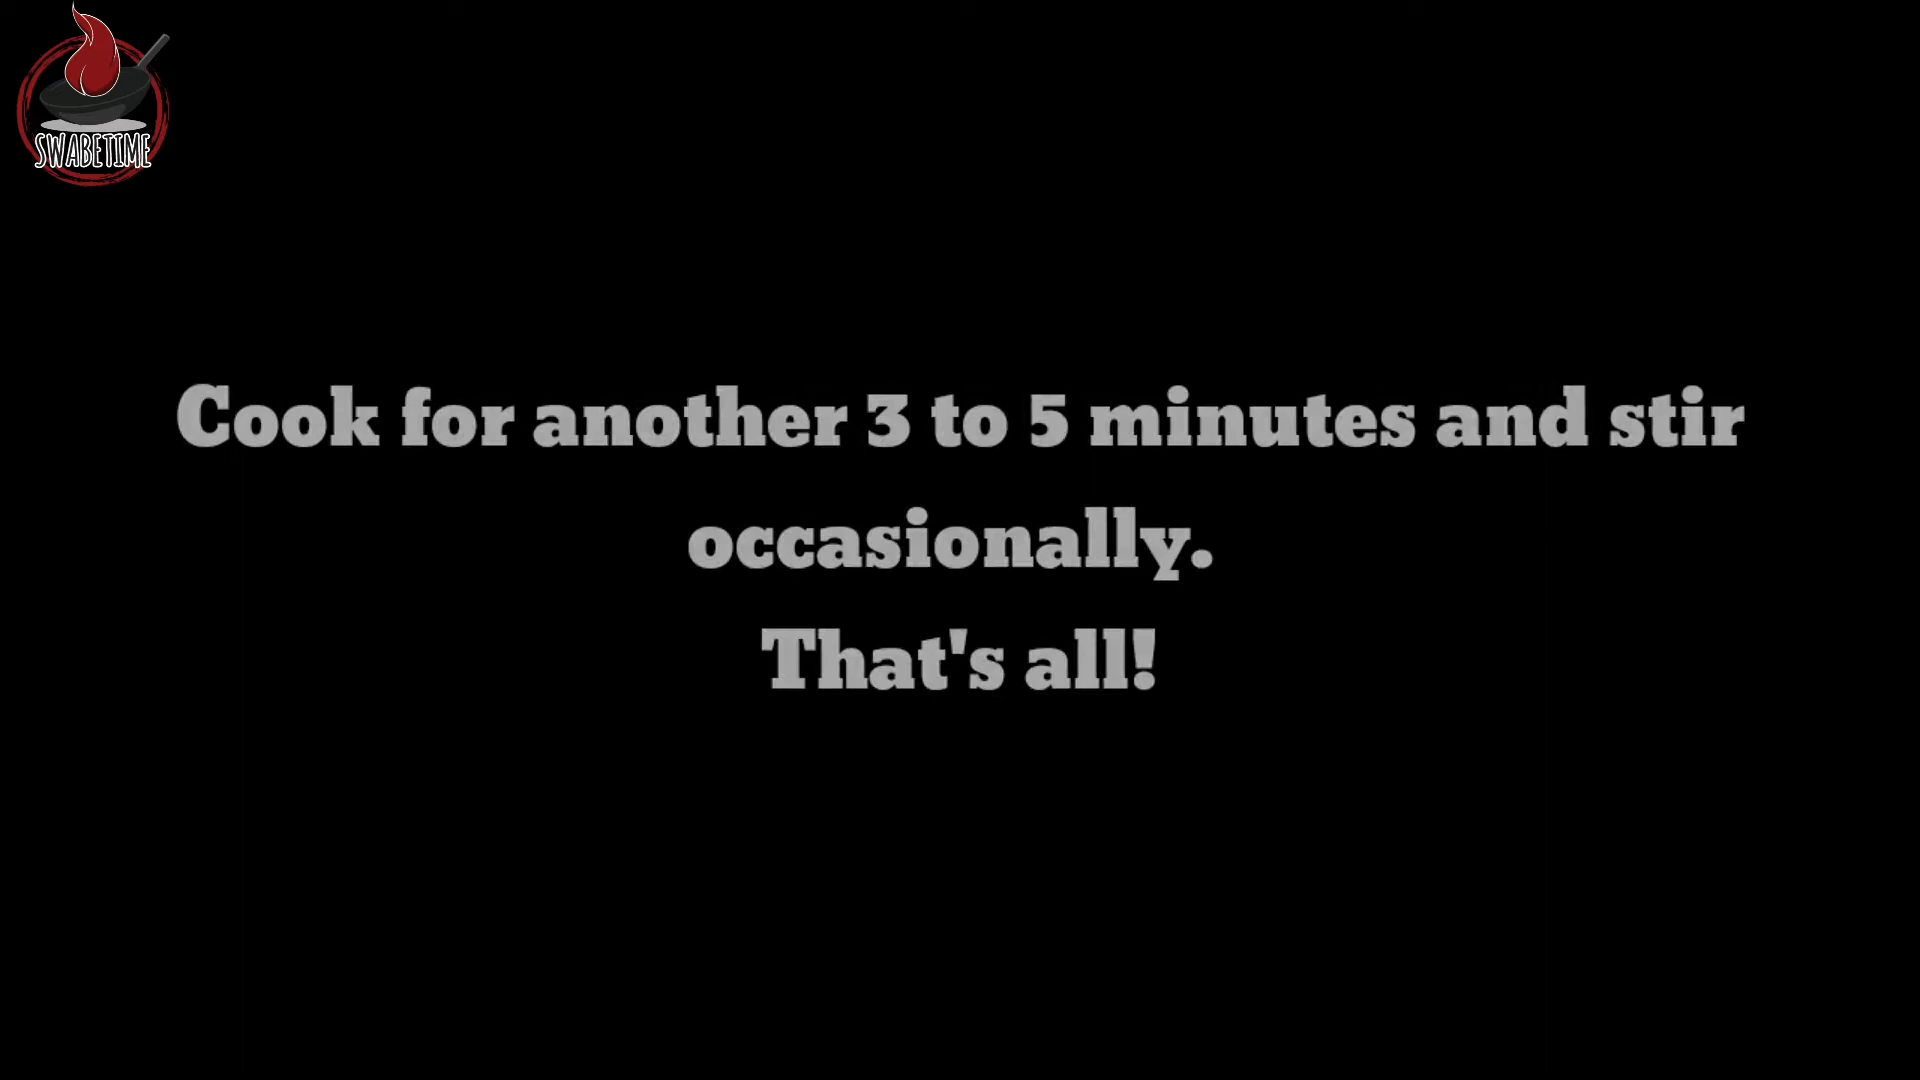 SWABETIME
Cook for another 3 to 5 minutes and stir
occasionally.
That's all!